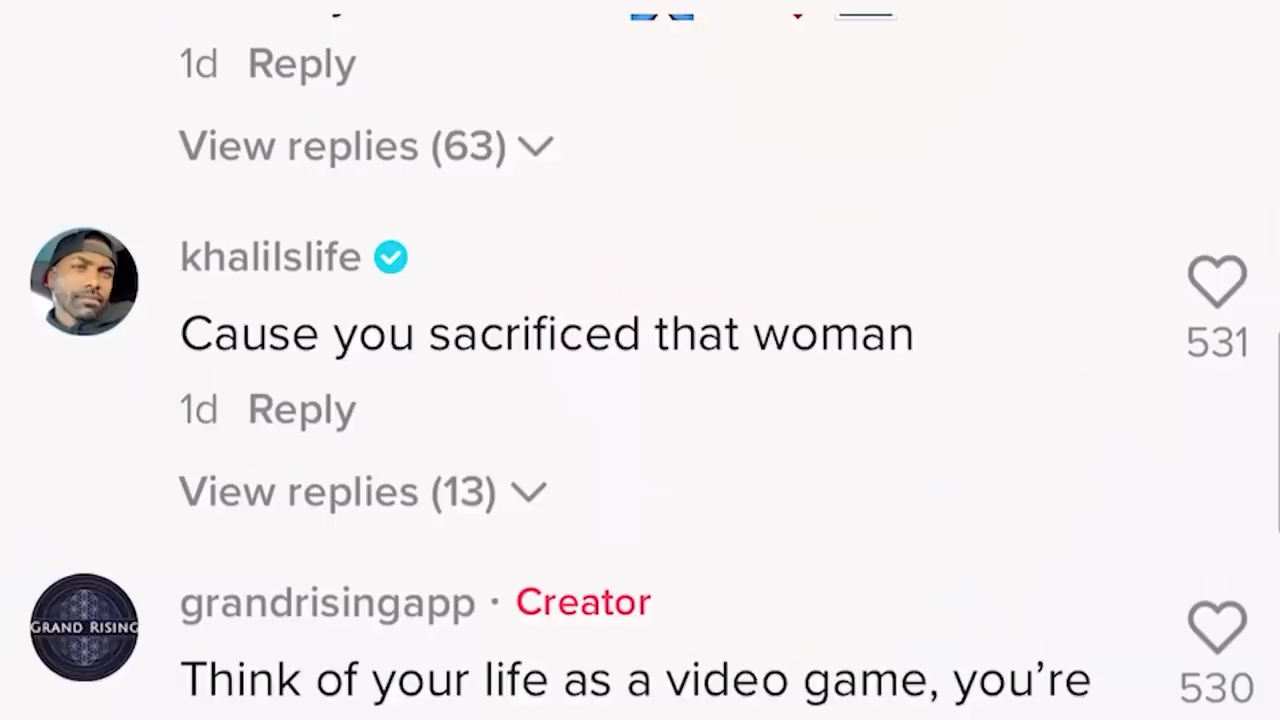 1d Reply
View replies (63)
khalilslife
531
Cause you sacrificed that woman
1d Reply
View replies (13)
GRAND RISING
grandrisingapp · Creator
530
Think of your life as a video game, you’re